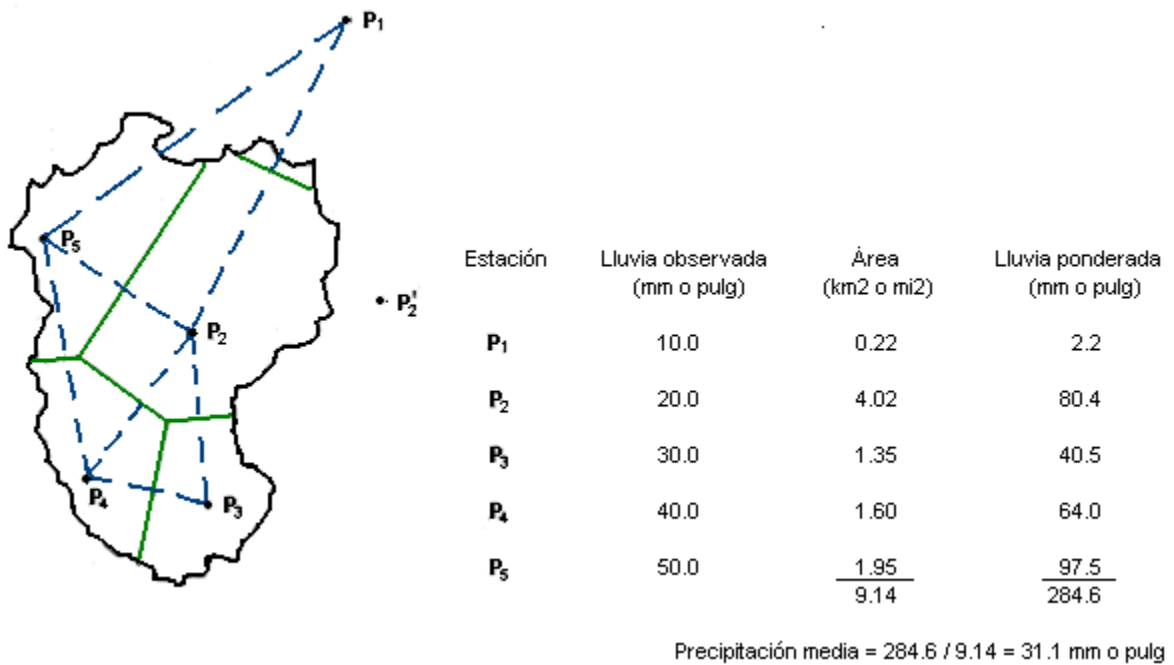 P₁
P₅
P₂'
P₂
P₄
P₃
Estación Lluvia observada Área Lluvia ponderada
(mm o pulg) (km2 o mi2) (mm o pulg)
P₁ 10.0 0.22 2.2
P₂ 20.0 4.02 80.4
P₃ 30.0 1.35 40.5
P₄ 40.0 1.60 64.0
P₅ 50.0 1.95 97.5
9.14 284.6
Precipitación media = 284.6 / 9.14 = 31.1 mm o pulg